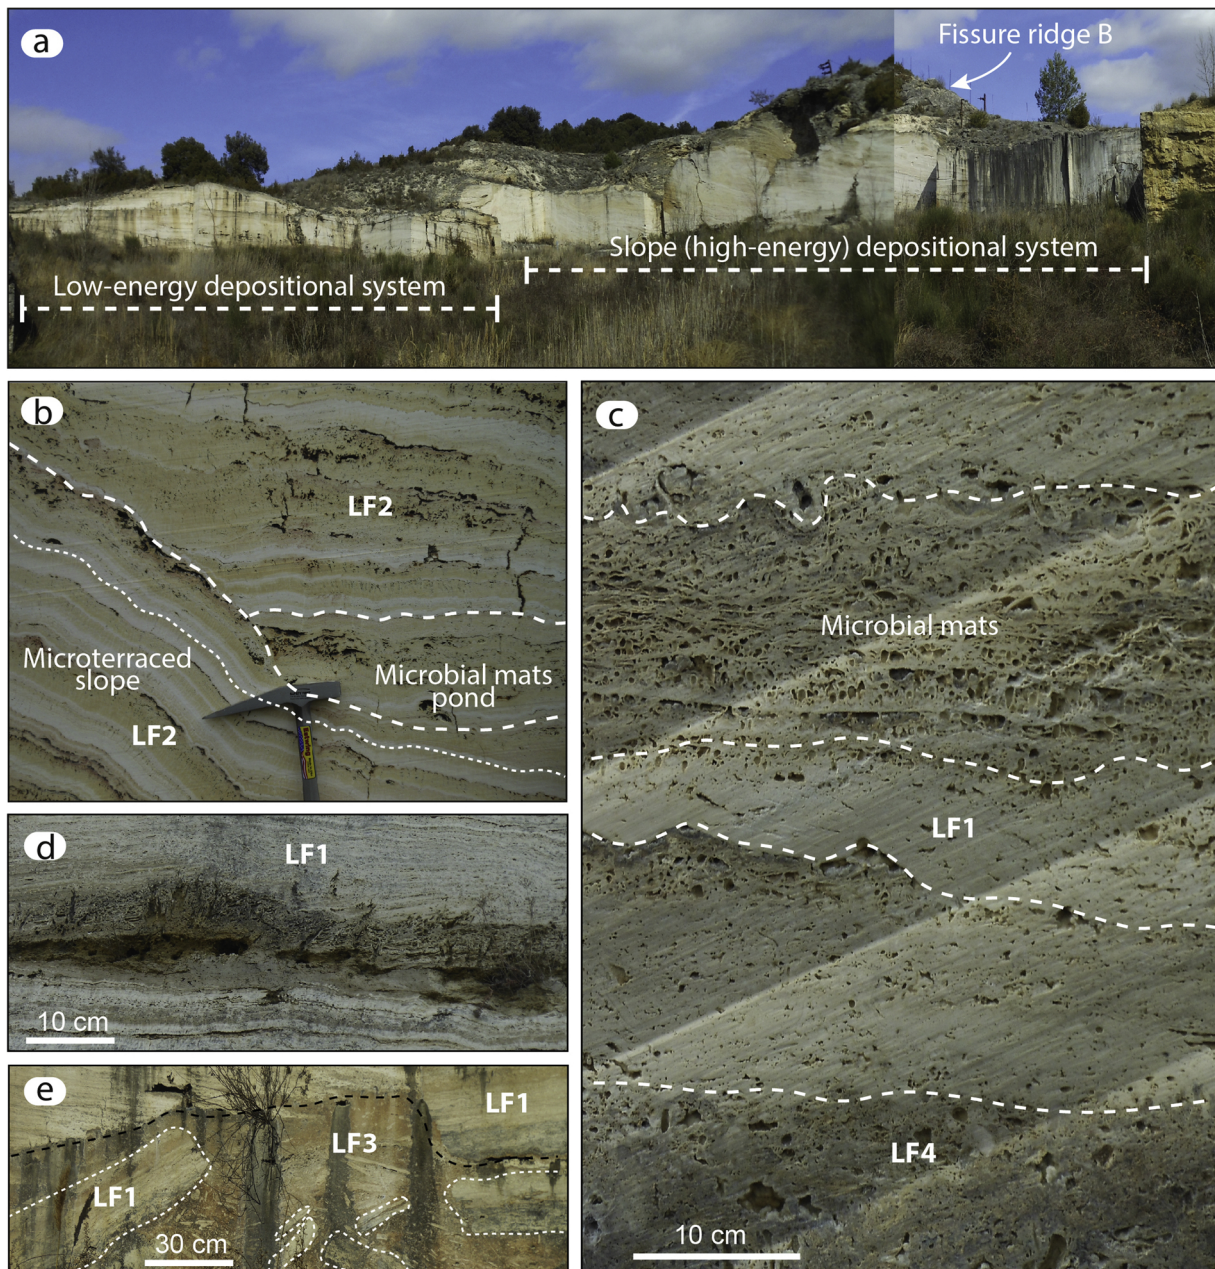 a
Fissure ridge B
Slope (high-energy) depositional system
Low-energy depositional system
b
LF2
Microterraced
slope
Microbial mats
pond
LF2
c
Microbial mats
LF1
LF4
10 cm
d
LF1
10 cm
e
LF1
LF3
LF1
30 cm